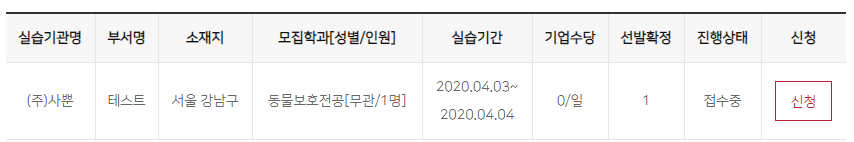 실습기관명 부서명 소재지 모집학과[성별/인원] 실습기간 기업수당 선발확정 진행상태 신청
(주)사뿐 테스트 서울 강남구 동물보호전공[무관/1명] 2020.04.03~ 0/일 1 접수중 신청
2020.04.04